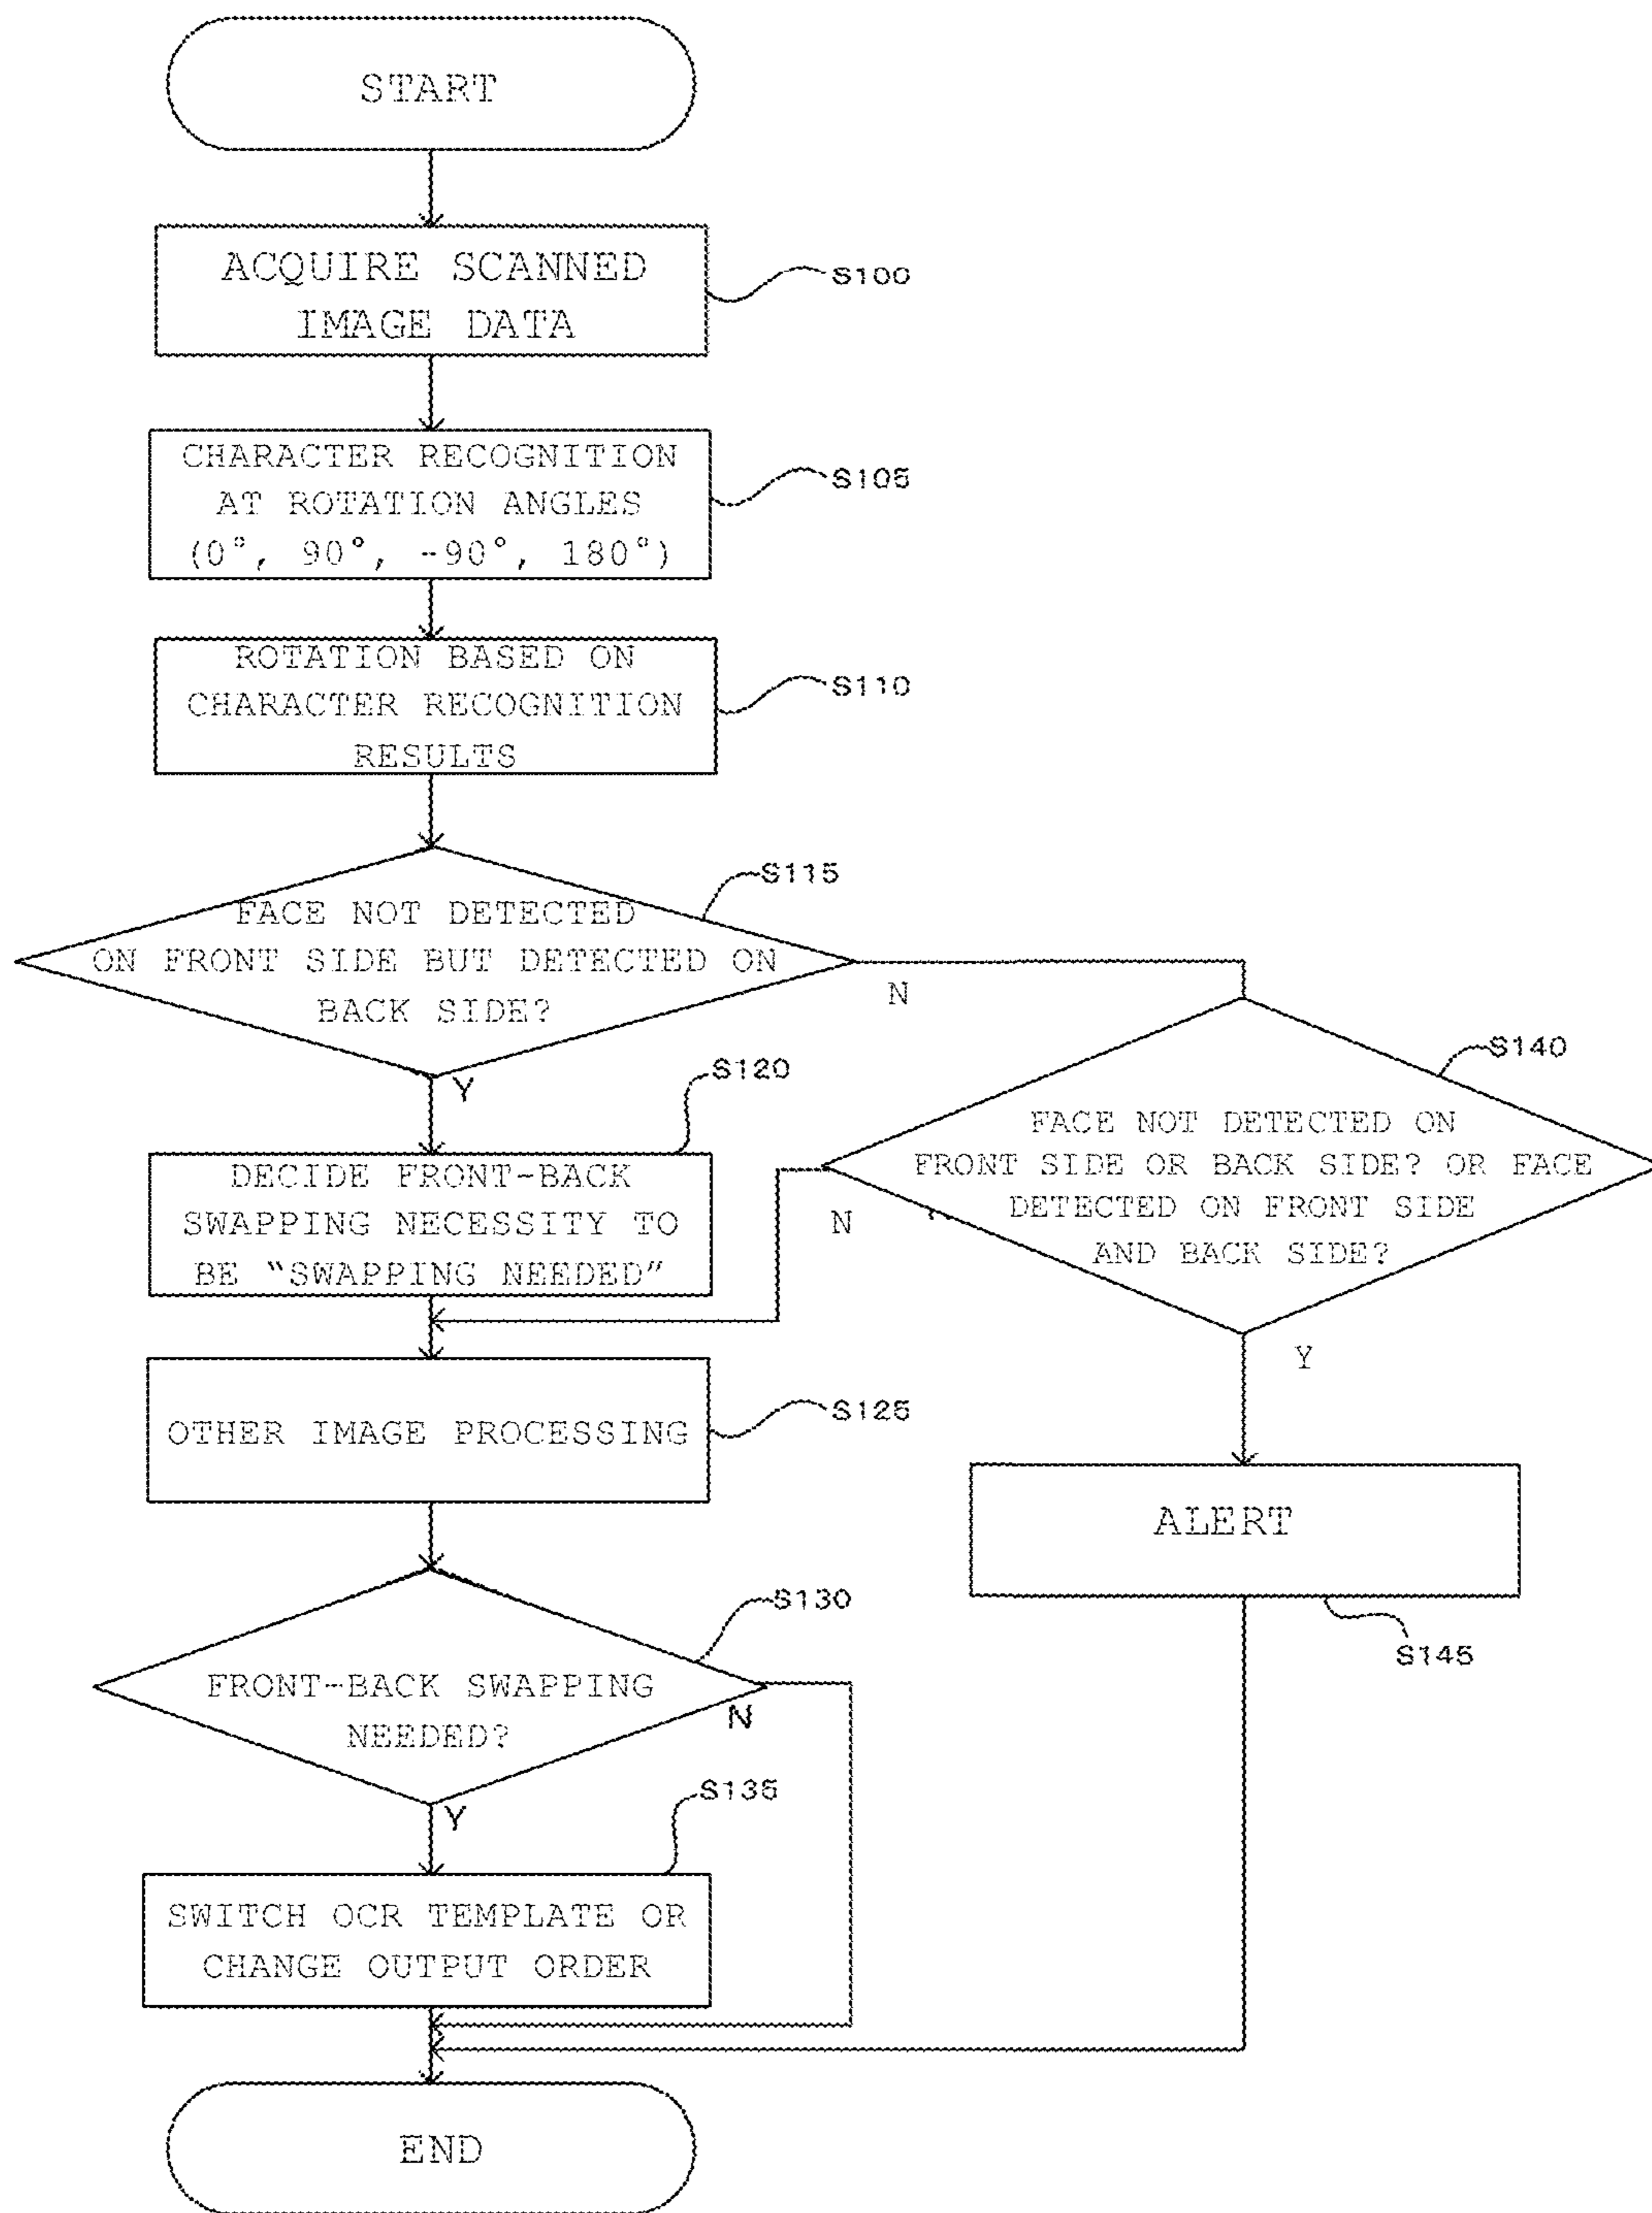 START
ACQUIRE SCANNED
IMAGE DATA
S100
CHARACTER RECOGNITION
AT ROTATION ANGLES
(0°, 90°, -90°, 180°)
S105
ROTATION BASED ON
CHARACTER RECOGNITION
RESULTS
S110
FACE NOT DETECTED
ON FRONT SIDE BUT DETECTED ON
BACK SIDE?
S115
N
Y
DECIDE FRONT-BACK
SWAPPING NECESSITY TO
BE "SWAPPING NEEDED"
S120
FACE NOT DETECTED ON
FRONT SIDE OR BACK SIDE? OR FACE
DETECTED ON FRONT SIDE
AND BACK SIDE?
S140
N
Y
OTHER IMAGE PROCESSING
S125
ALERT
S145
FRONT-BACK SWAPPING
NEEDED?
S130
N
Y
SWITCH OCR TEMPLATE OR
CHANGE OUTPUT ORDER
S135
END